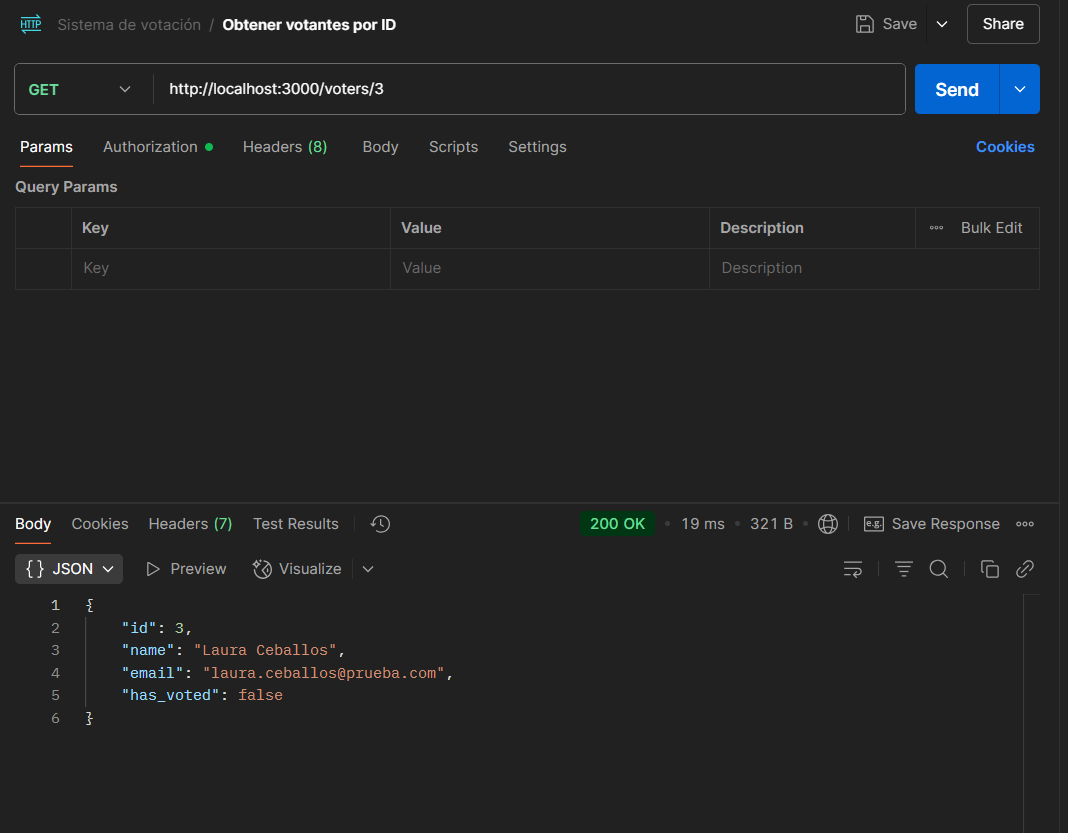 HTTP Sistema de votación / Obtener votantes por ID Save Share
GET http://localhost:3000/voters/3 Send
Params Authorization Headers (8) Body Scripts Settings Cookies
Query Params
Key Value Description Bulk Edit
Key Value Description
Body Cookies Headers (7) Test Results 200 OK • 19 ms • 321 B • e.g. Save Response
{} JSON Preview Visualize
1 {
2 "id": 3,
3 "name": "Laura Ceballos",
4 "email": "laura.ceballos@prueba.com",
5 "has_voted": false
6 }